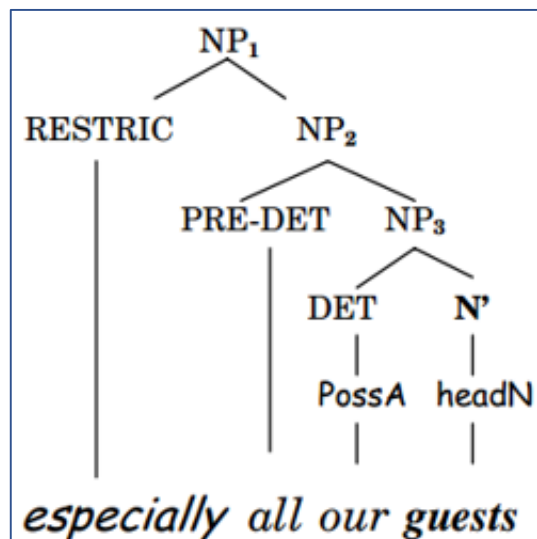 NP₁
RESTRIC NP₂
PRE-DET NP₃
DET N'
PossA headN
especially all our guests